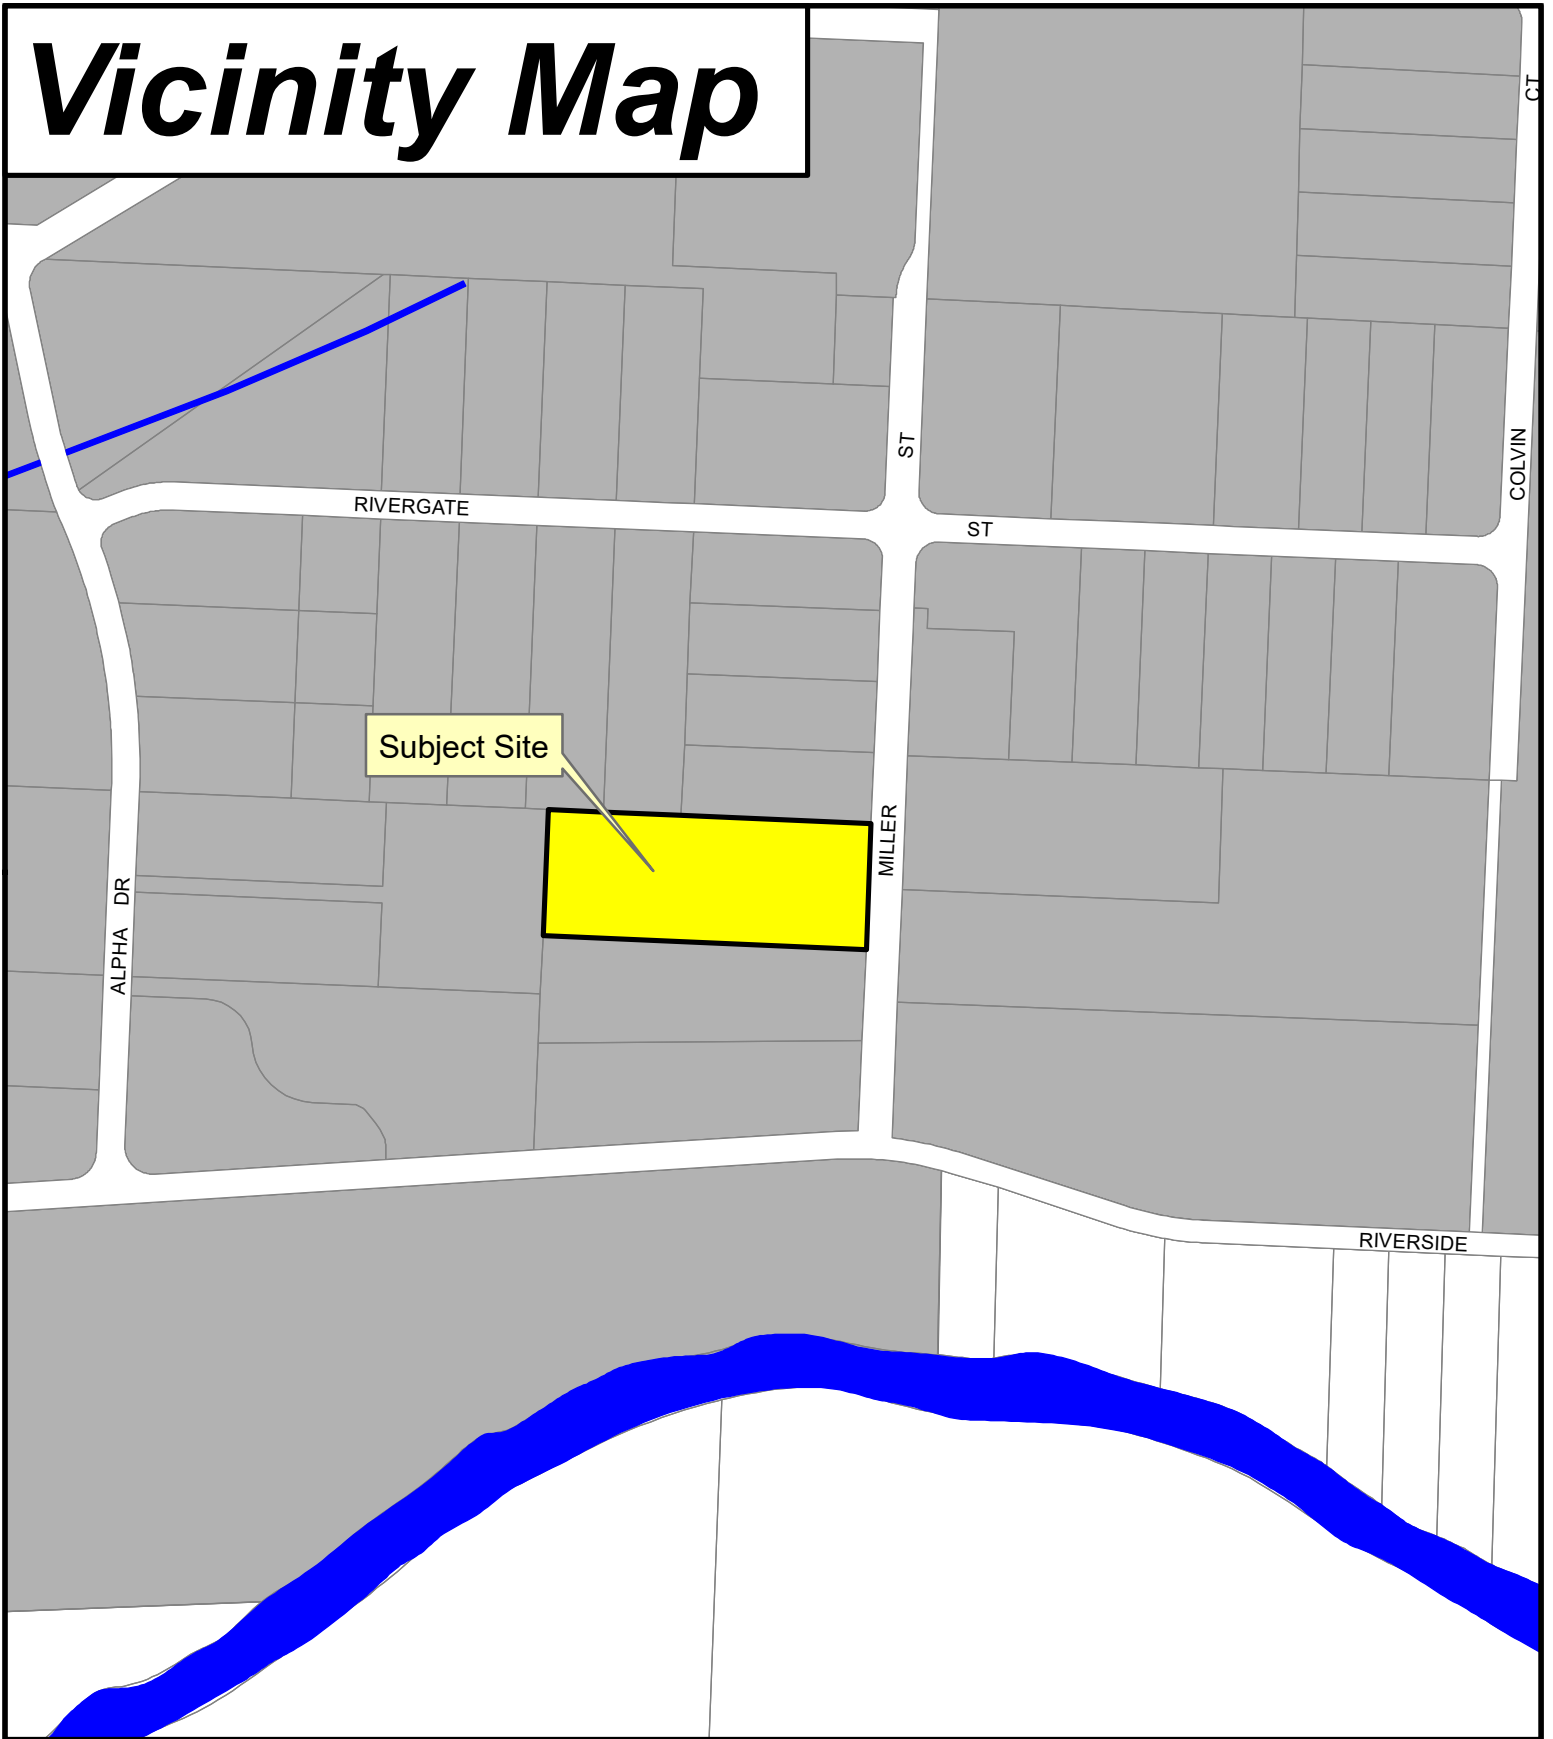 Vicinity Map
CT
ST
COLVIN
RIVERGATE
ST
Subject Site
MILLER
ALPHA DR
RIVERSIDE